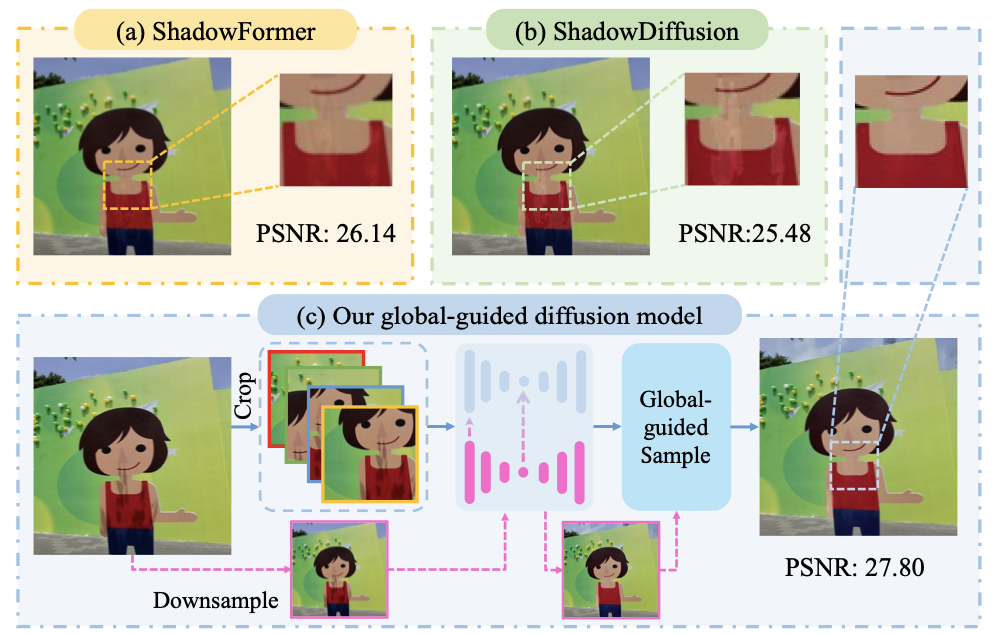 (a) ShadowFormer
(b) ShadowDiffusion
PSNR: 26.14
PSNR:25.48
(c) Our global-guided diffusion model
Crop
Global-
guided
Sample
Downsample
PSNR: 27.80